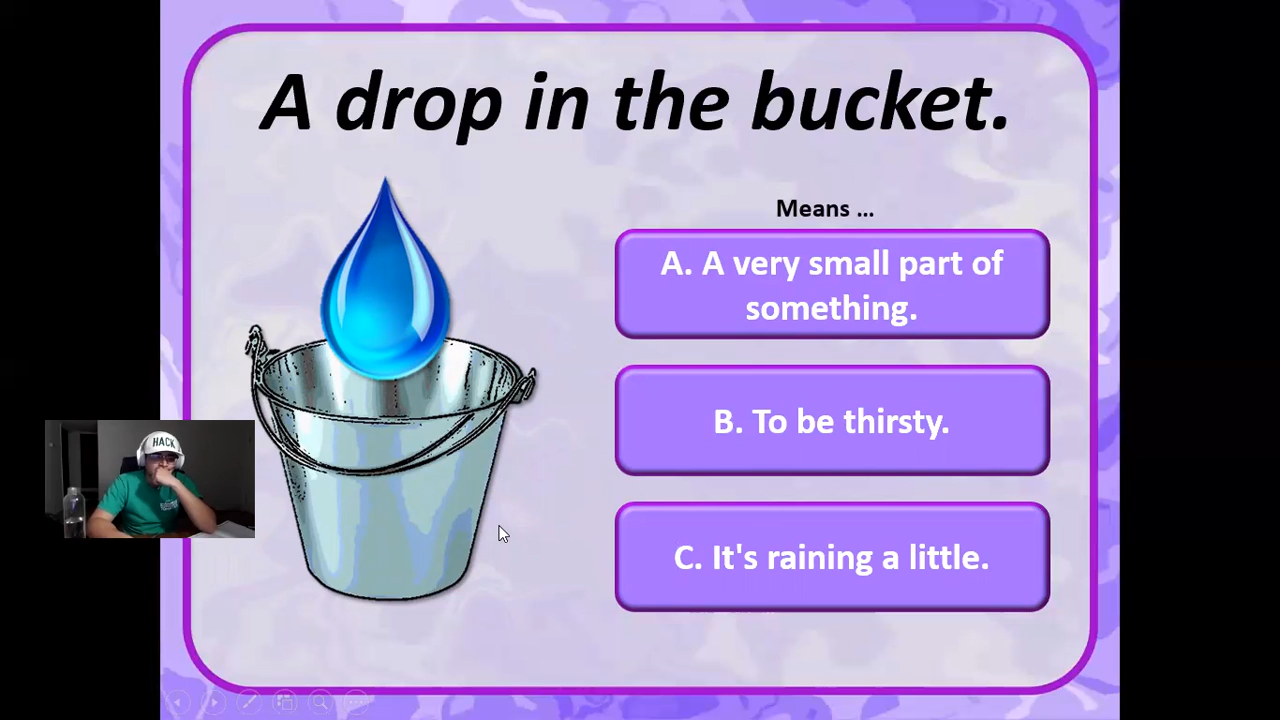 A drop in the bucket.
Means ...
A. A very small part of
something.
B. To be thirsty.
HACK
C. It's raining a little.